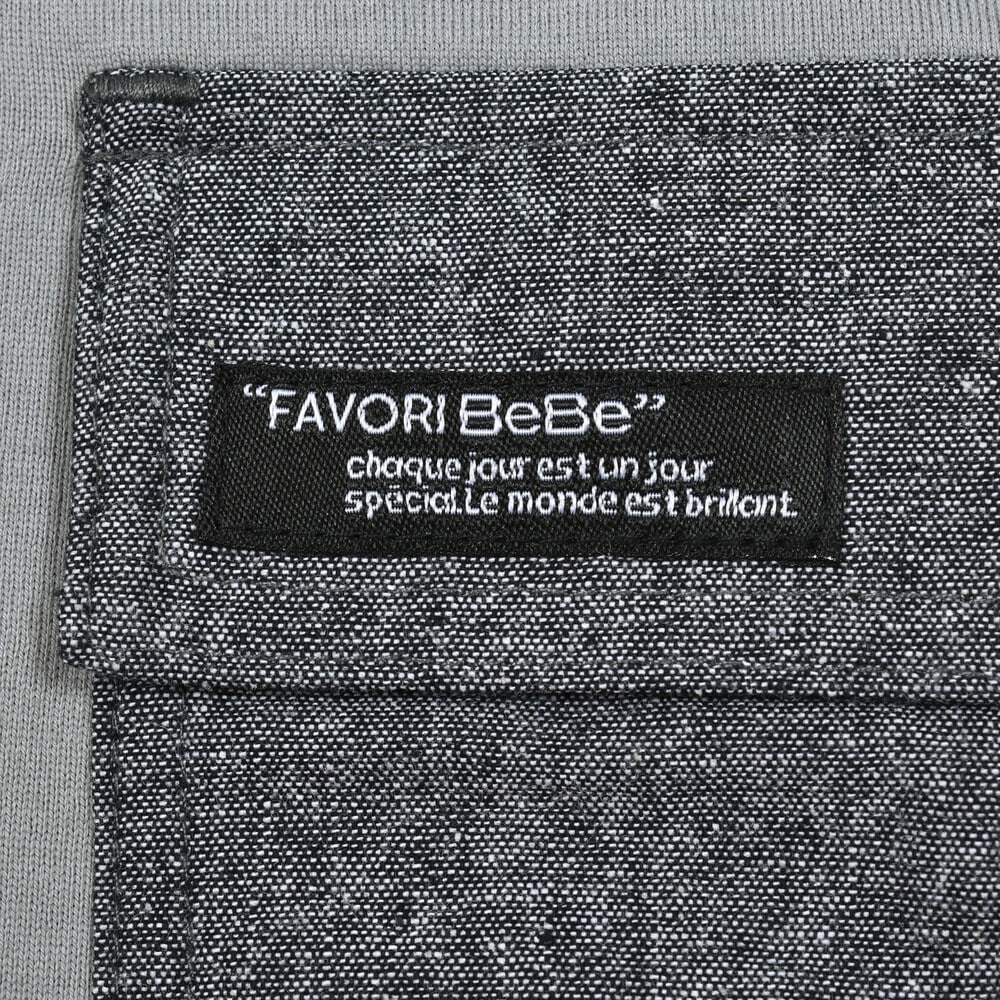 “FAVORI BeBe”
chaque jour est un jour
spécial.Le monde est brillant.